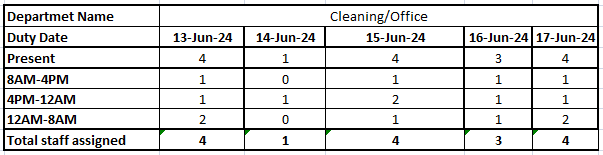 Departmet Name Cleaning/Office
Duty Date 13-Jun-24 14-Jun-24 15-Jun-24 16-Jun-24 17-Jun-24
Present 4 1 4 3 4
8AM-4PM 1 0 1 1 1
4PM-12AM 1 1 2 1 1
12AM-8AM 2 0 1 1 2
Total staff assigned 4 1 4 3 4